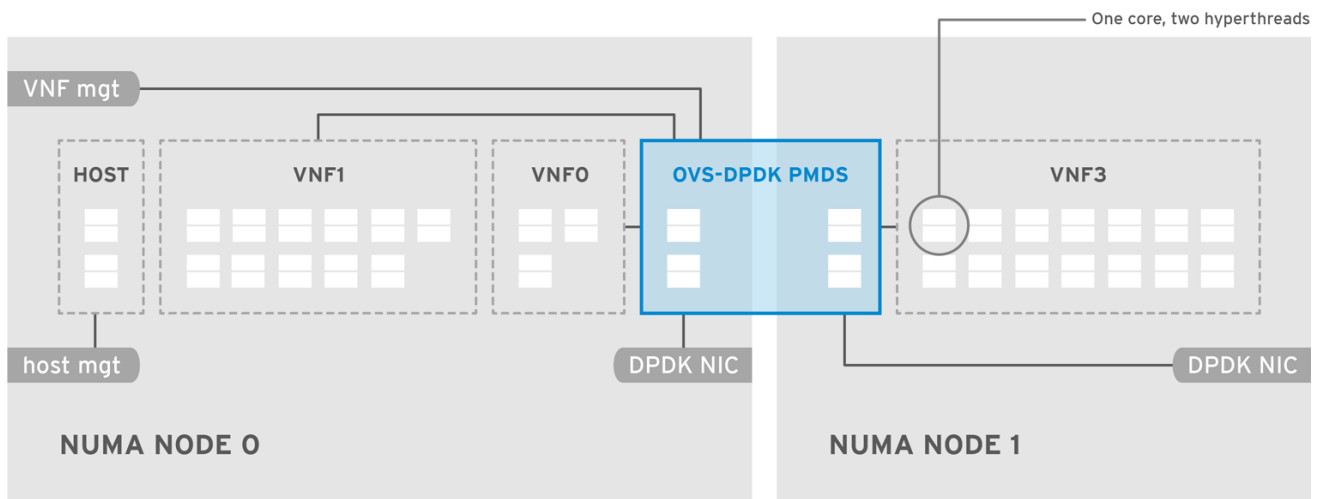 One core, two hyperthreads
VNF mgt
HOST
VNF1
VNF0
OVS-DPDK PMDS
VNF3
host mgt
DPDK NIC
DPDK NIC
NUMA NODE 0
NUMA NODE 1